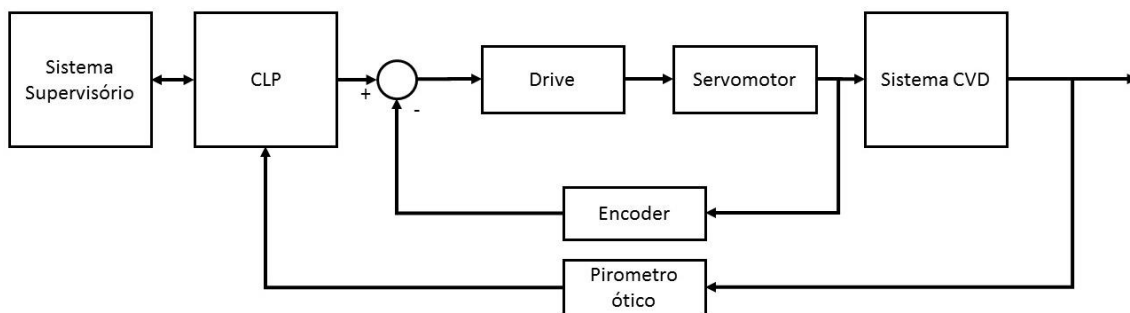 Sistema
Supervisório
CLP
+
-
Drive
Servomotor
Sistema CVD
Encoder
Pirometro
ótico